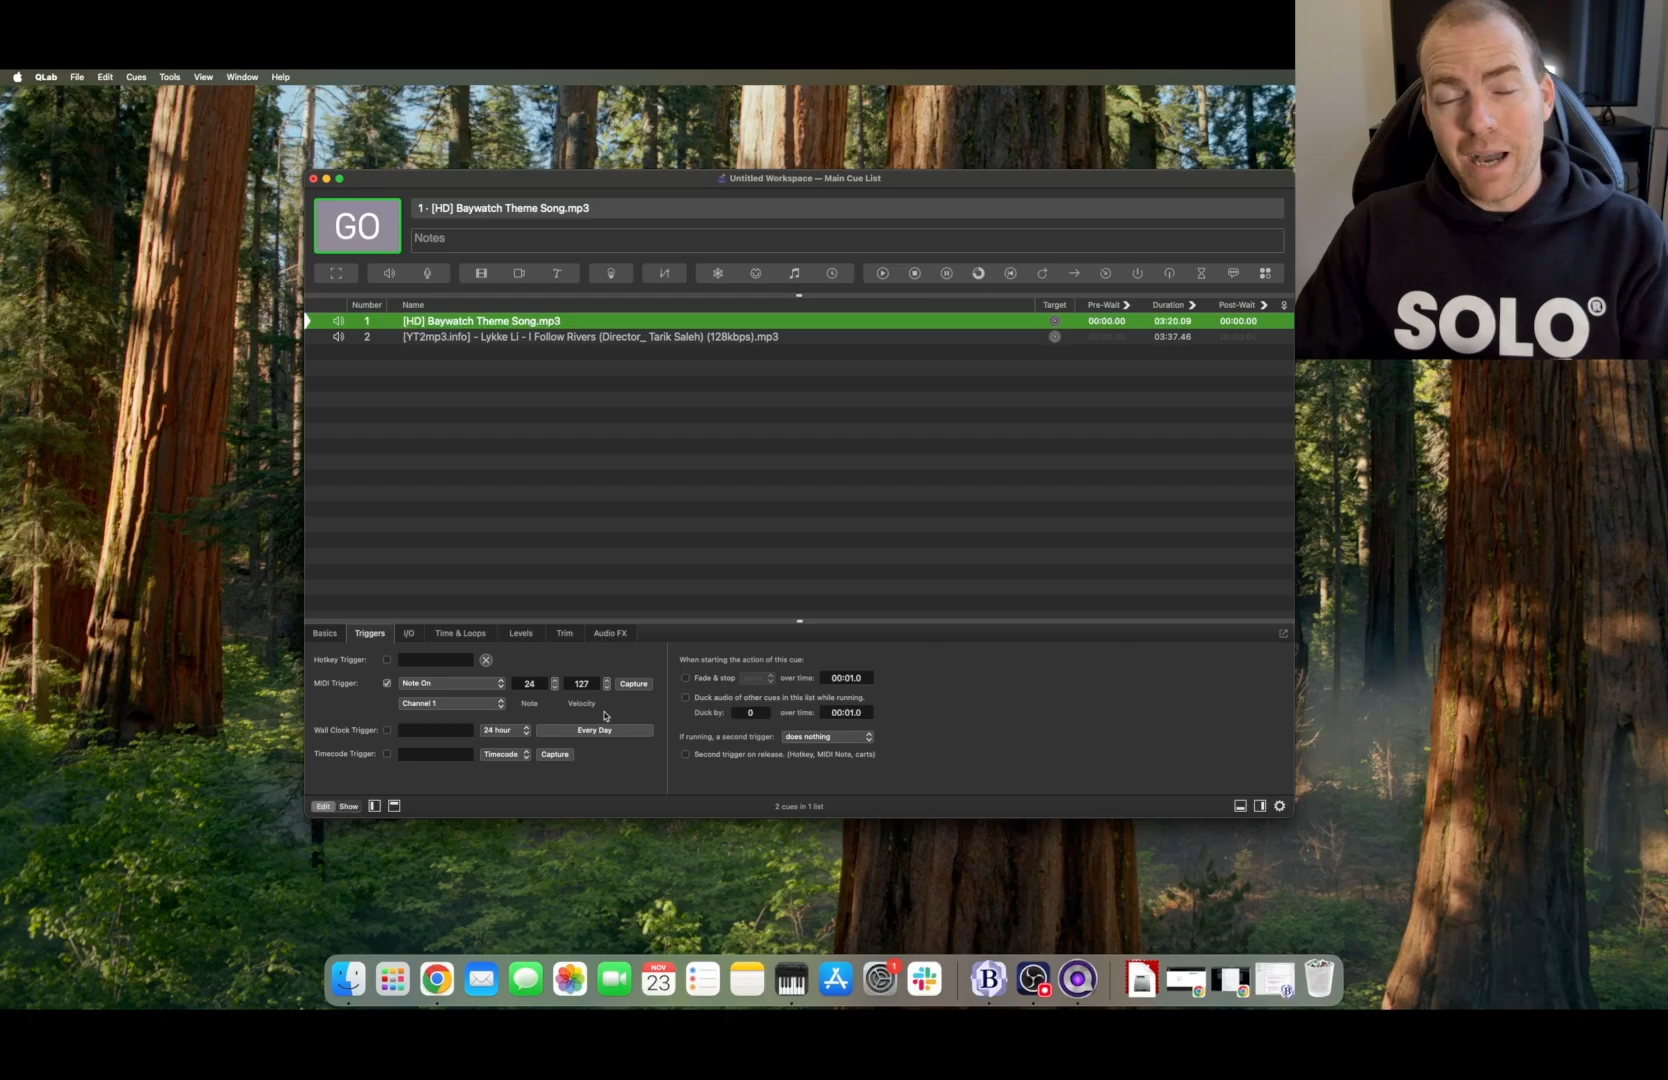 QLab File Edit Cues Tools View Window Help
Untitled Workspace — Main Cue List
GO
1 · [HD] Baywatch Theme Song.mp3
Notes
Number Name Target Pre-Wait Duration Post-Wait
1 [HD] Baywatch Theme Song.mp3 00:00.00 03:20.09 00:00.00
2 [YT2mp3.info] - Lykke Li - I Follow Rivers (Director_ Tarik Saleh) (128kbps).mp3 00:00.00 03:37.46 00:00.00
Basics Triggers I/O Time & Loops Levels Trim Audio FX
Hotkey Trigger:
MIDI Trigger: Note On 24 127 Capture
Channel 1 Note Velocity
Wall Clock Trigger: 24 hour Every Day
Timecode Trigger: Timecode Capture
When starting the action of this cue:
Fade & stop over time: 00:01.0
Duck audio of other cues in this list while running.
Duck by: 0 over time: 00:01.0
If running, a second trigger: does nothing
Second trigger on release. (Hotkey, MIDI Note, carts)
Edit Show 2 cues in 1 list
NOV
23
1
B
SOLO®